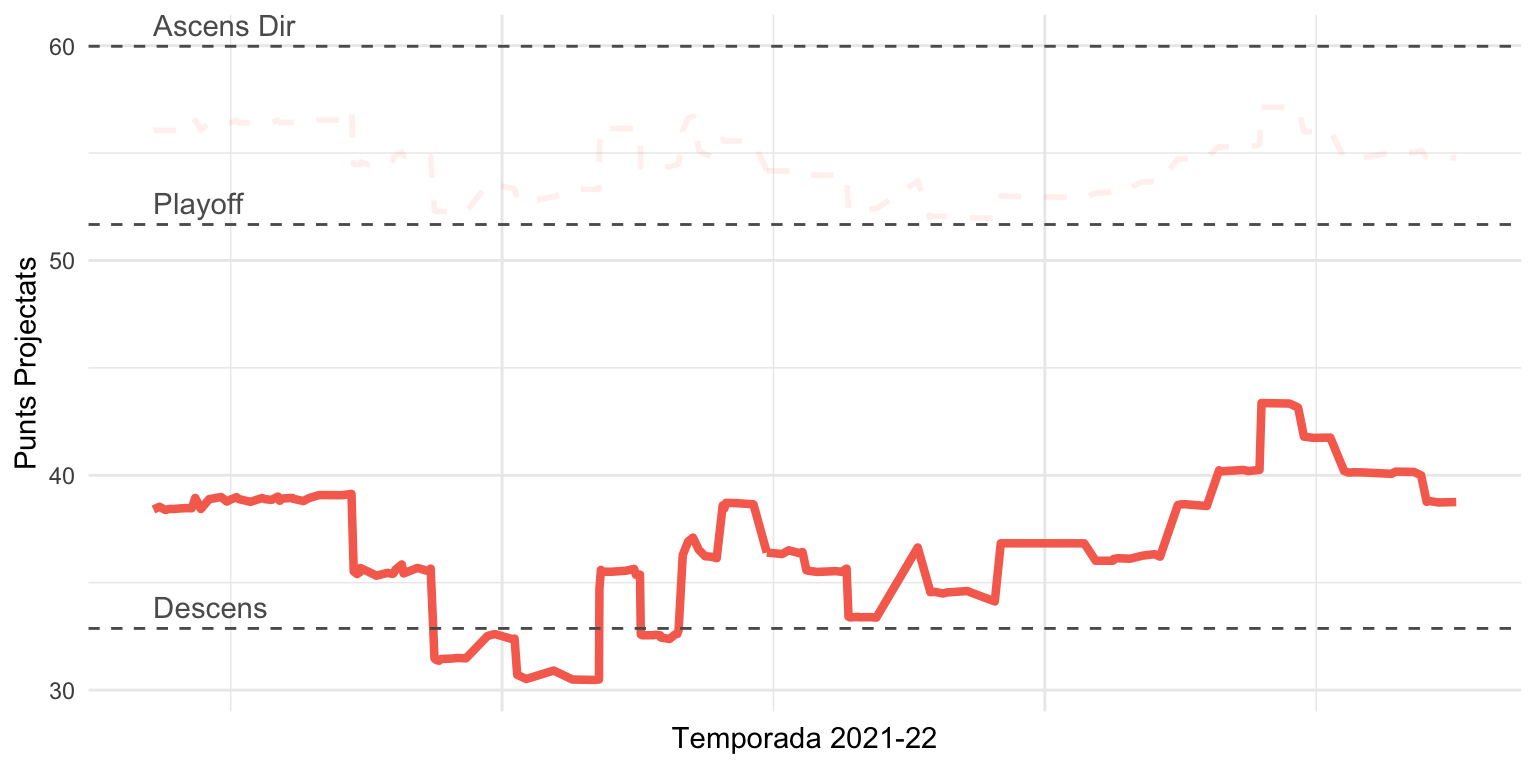 Ascens Dir
60
Playoff
50
Punts Projectats
40
Descens
30
Temporada 2021-22